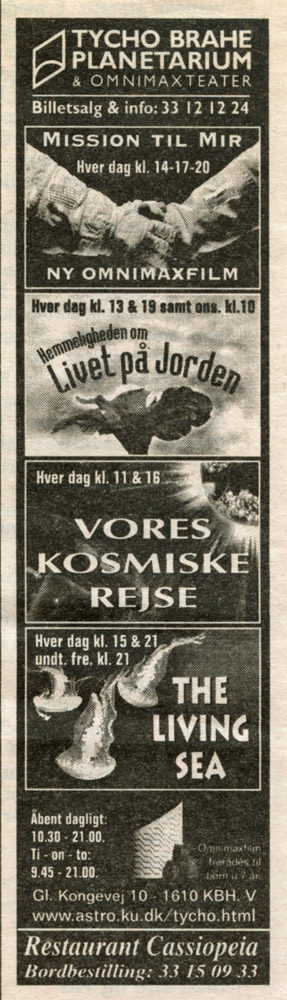 TYCHO BRAHE
PLANETARIUM
& OMNIMAXTEATER
Billetsalg & info: 33 12 12 24
MISSION TIL MIR
Hver dag kl. 14-17-20
NY OMNIMAXFILM
Hver dag kl. 13 & 19 samt ons. kl.10
Hemmeligheden om
Livet på Jorden
Hver dag kl. 11 & 16
VORES
KOSMISKE
REJSE
Hver dag kl. 15 & 21
undt. fre. kl. 21
THE
LIVING
SEA
Åbent dagligt:
10.30 - 21.00.
Ti - on - to:
9.45 - 21.00.
Omnimaxfilm
frarådes til
børn u. 7 år
Gl. Kongevej 10 - 1610 KBH. V
www.astro.ku.dk/tycho.html
Restaurant Cassiopeia
Bordbestilling: 33 15 09 33